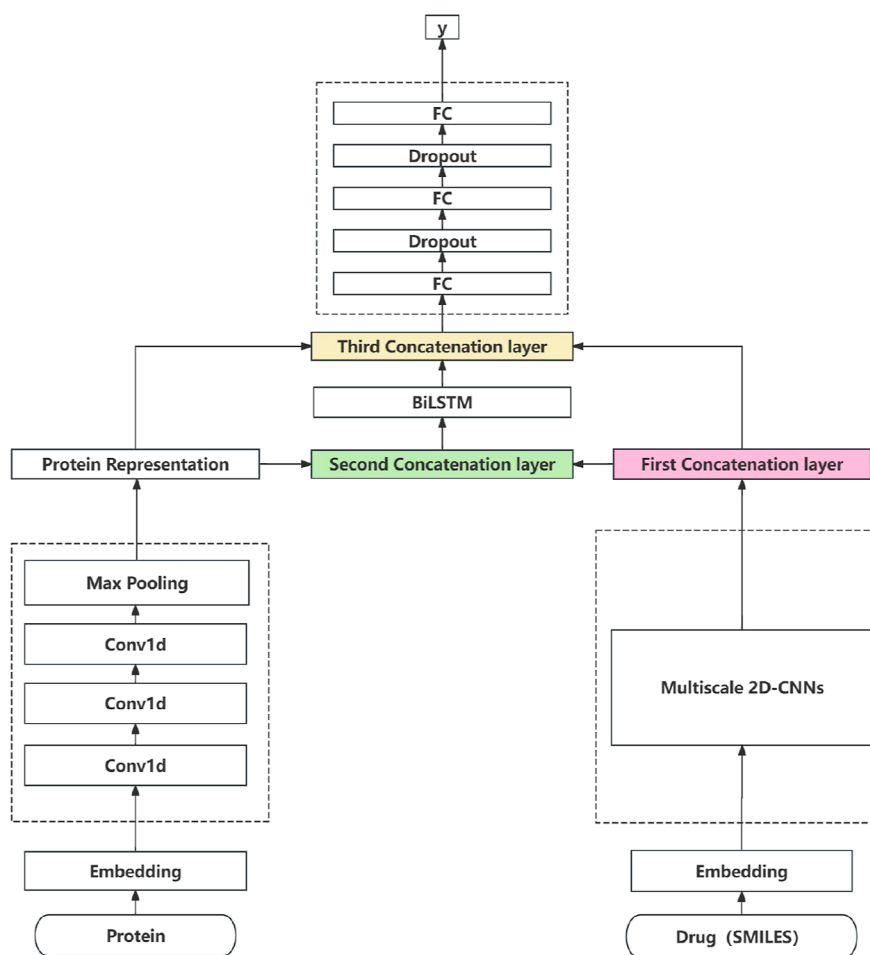 y
FC
Dropout
FC
Dropout
FC
Third Concatenation layer
BiLSTM
Protein Representation
Second Concatenation layer
First Concatenation layer
Max Pooling
Conv1d
Conv1d
Conv1d
Embedding
Protein
Multiscale 2D-CNNs
Embedding
Drug（SMILES）